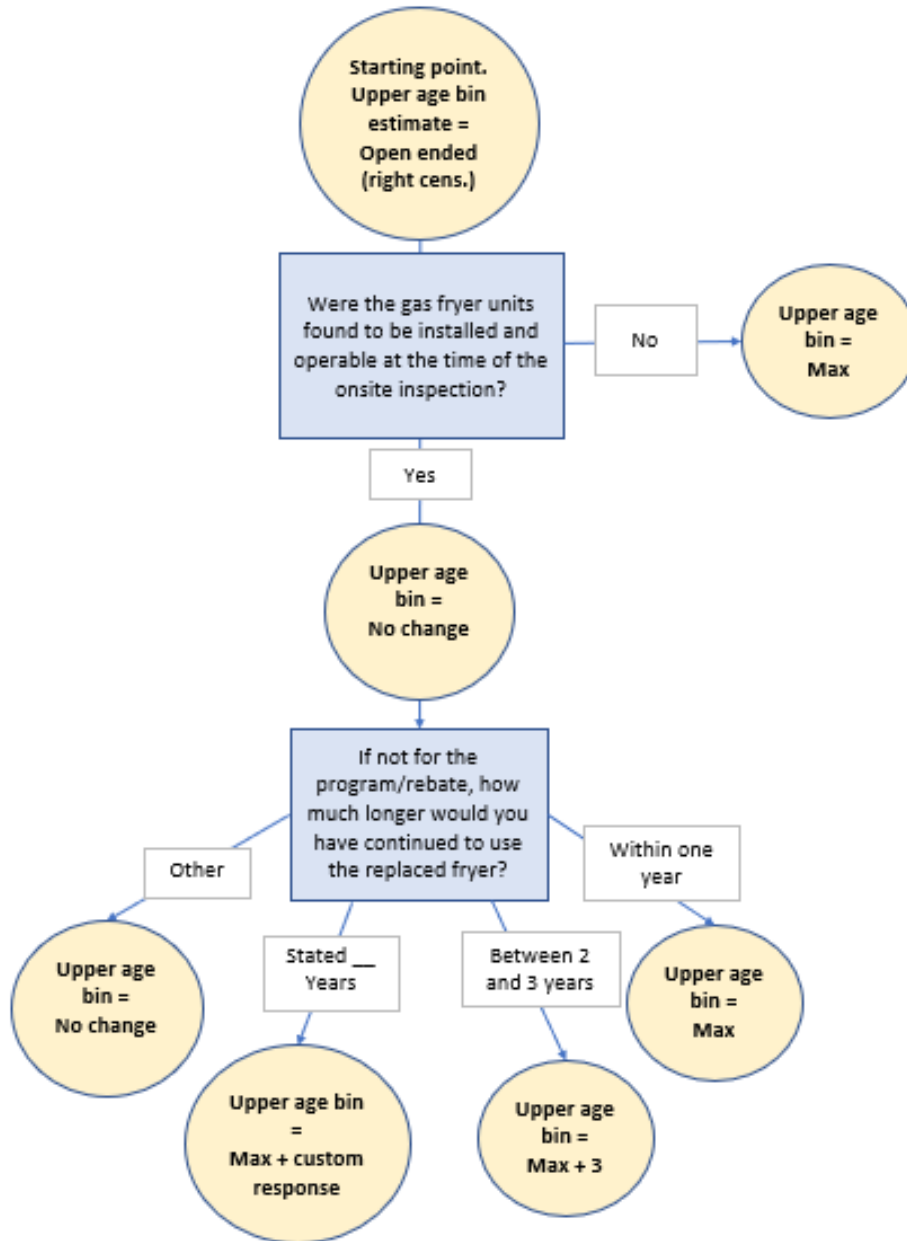 Starting point.
Upper age bin
estimate =
Open ended
(right cens.)
Were the gas fryer units
found to be installed and
operable at the time of the
onsite inspection?
No
Upper age
bin =
Max
Yes
Upper age
bin =
No change
If not for the
program/rebate, how
much longer would you
have continued to use
the replaced fryer?
Other
Within one
year
Stated __
Years
Between 2
and 3 years
Upper age
bin =
No change
Upper age
bin =
Max
Upper age bin
=
Max + custom
response
Upper age
bin =
Max + 3